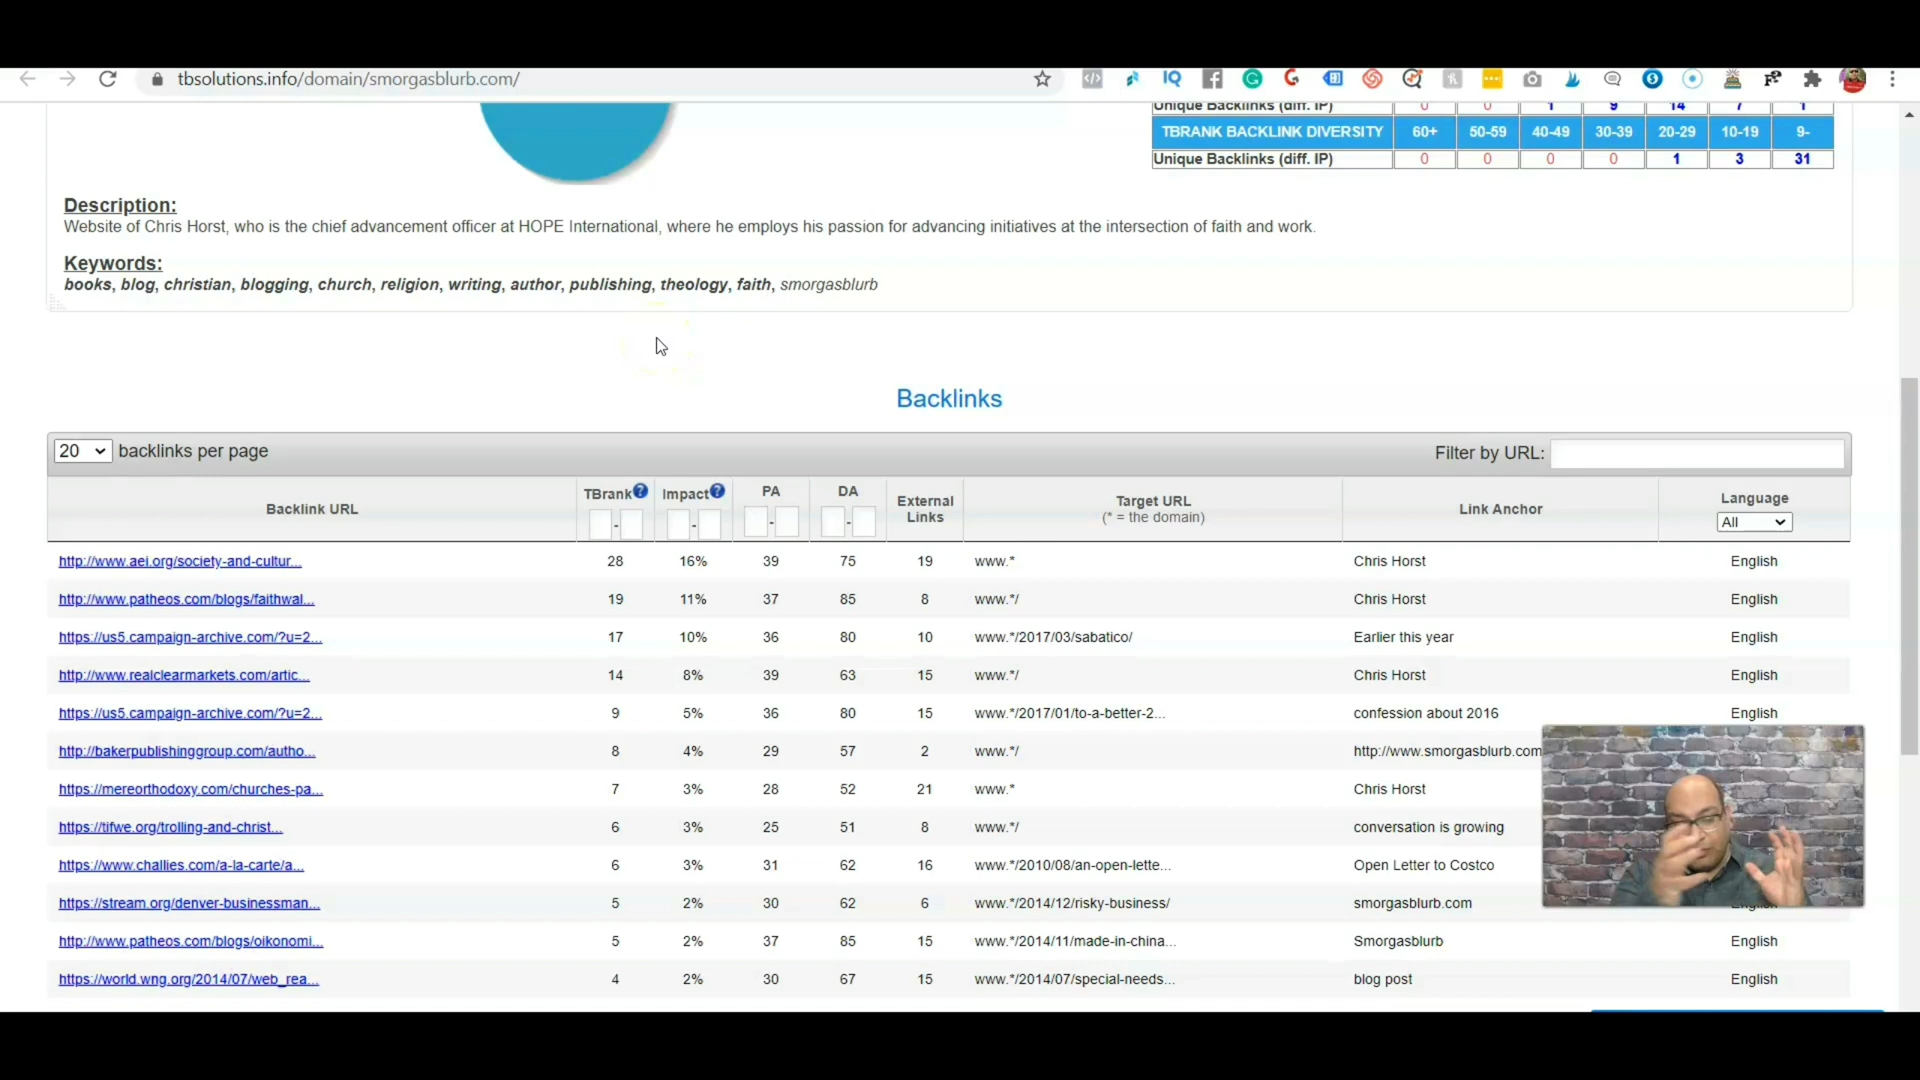 tbsolutions.info/domain/smorgasblurb.com/
Unique Backlinks (diff. IP) 0 0 1 9 14 7 1
TBRANK BACKLINK DIVERSITY 60+ 50-59 40-49 30-39 20-29 10-19 9-
Unique Backlinks (diff. IP) 0 0 0 0 1 3 31
Description:
Website of Chris Horst, who is the chief advancement officer at HOPE International, where he employs his passion for advancing initiatives at the intersection of faith and work.
Keywords:
books, blog, christian, blogging, church, religion, writing, author, publishing, theology, faith, smorgasblurb
Backlinks
20 backlinks per page Filter by URL:
Backlink URL TBrank? Impact? PA DA External Links Target URL (* = the domain) Link Anchor Language
- - - - All
http://www.aei.org/society-and-cultur... 28 16% 39 75 19 www.* Chris Horst English
http://www.patheos.com/blogs/faithwal... 19 11% 37 85 8 www.*/ Chris Horst English
https://us5.campaign-archive.com/?u=2... 17 10% 36 80 10 www.*/2017/03/sabatico/ Earlier this year English
http://www.realclearmarkets.com/artic... 14 8% 39 63 15 www.*/ Chris Horst English
https://us5.campaign-archive.com/?u=2... 9 5% 36 80 15 www.*/2017/01/to-a-better-2... confession about 2016 English
http://bakerpublishinggroup.com/autho... 8 4% 29 57 2 www.*/ http://www.smorgasblurb.com
https://mereorthodoxy.com/churches-pa... 7 3% 28 52 21 www.* Chris Horst
https://tifwe.org/trolling-and-christ... 6 3% 25 51 8 www.*/ conversation is growing
https://www.challies.com/a-la-carte/a... 6 3% 31 62 16 www.*/2010/08/an-open-lette... Open Letter to Costco
https://stream.org/denver-businessman... 5 2% 30 62 6 www.*/2014/12/risky-business/ smorgasblurb.com
http://www.patheos.com/blogs/oikonomi... 5 2% 37 85 15 www.*/2014/11/made-in-china... Smorgasblurb English
https://world.wng.org/2014/07/web_rea... 4 2% 30 67 15 www.*/2014/07/special-needs... blog post English